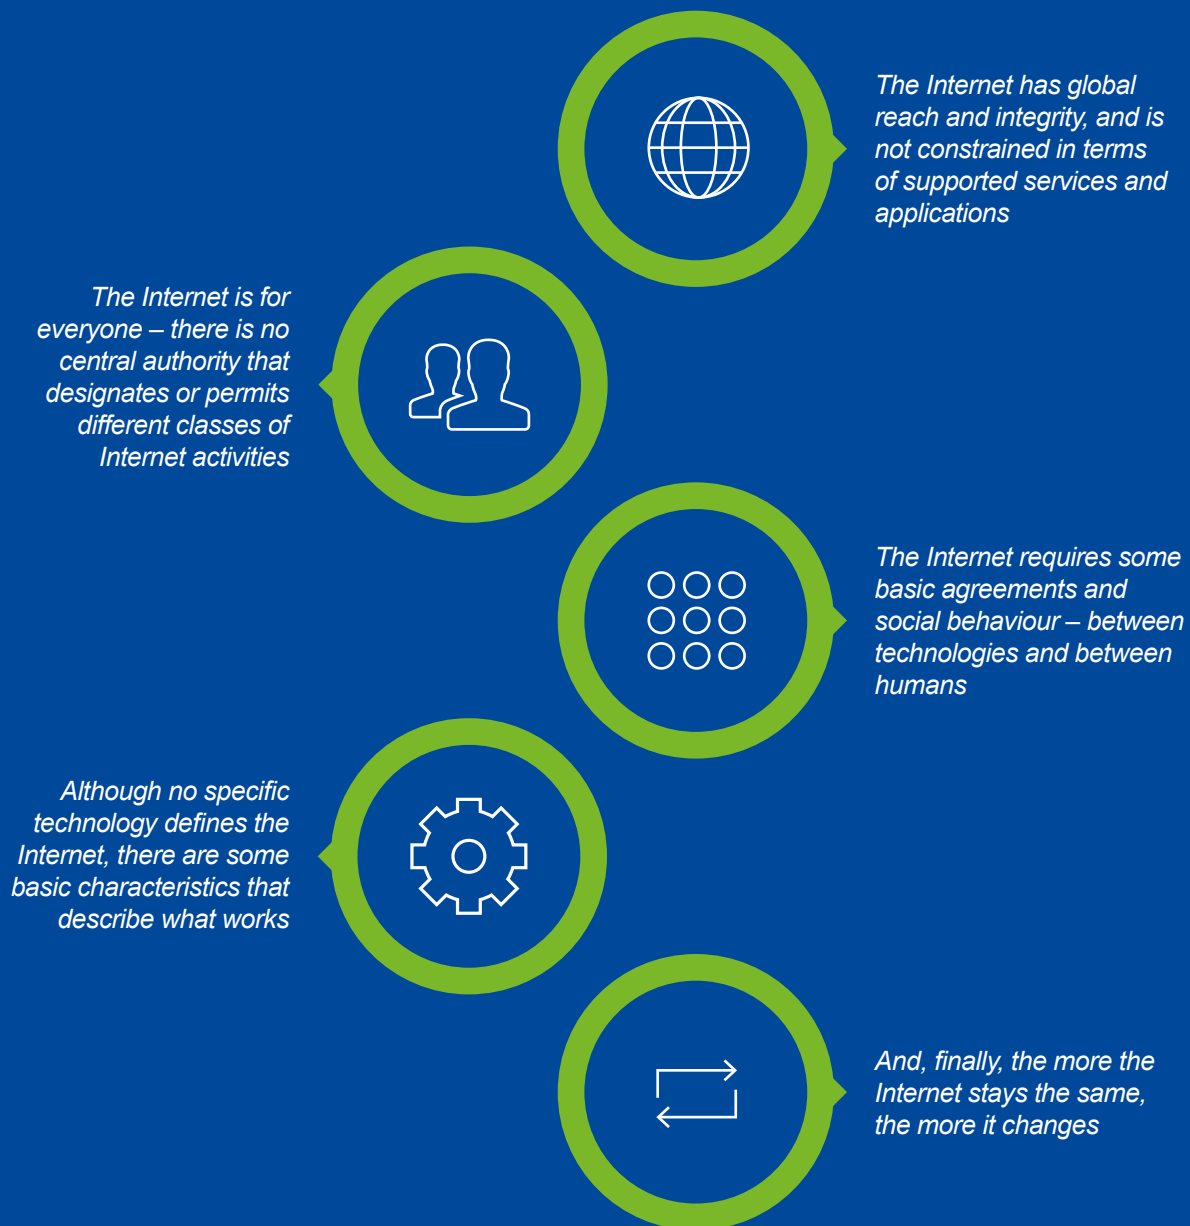 The Internet has global
reach and integrity, and is
not constrained in terms
of supported services and
applications
The Internet is for
everyone – there is no
central authority that
designates or permits
different classes of
Internet activities
The Internet requires some
basic agreements and
social behaviour – between
technologies and between
humans
Although no specific
technology defines the
Internet, there are some
basic characteristics that
describe what works
And, finally, the more the
Internet stays the same,
the more it changes